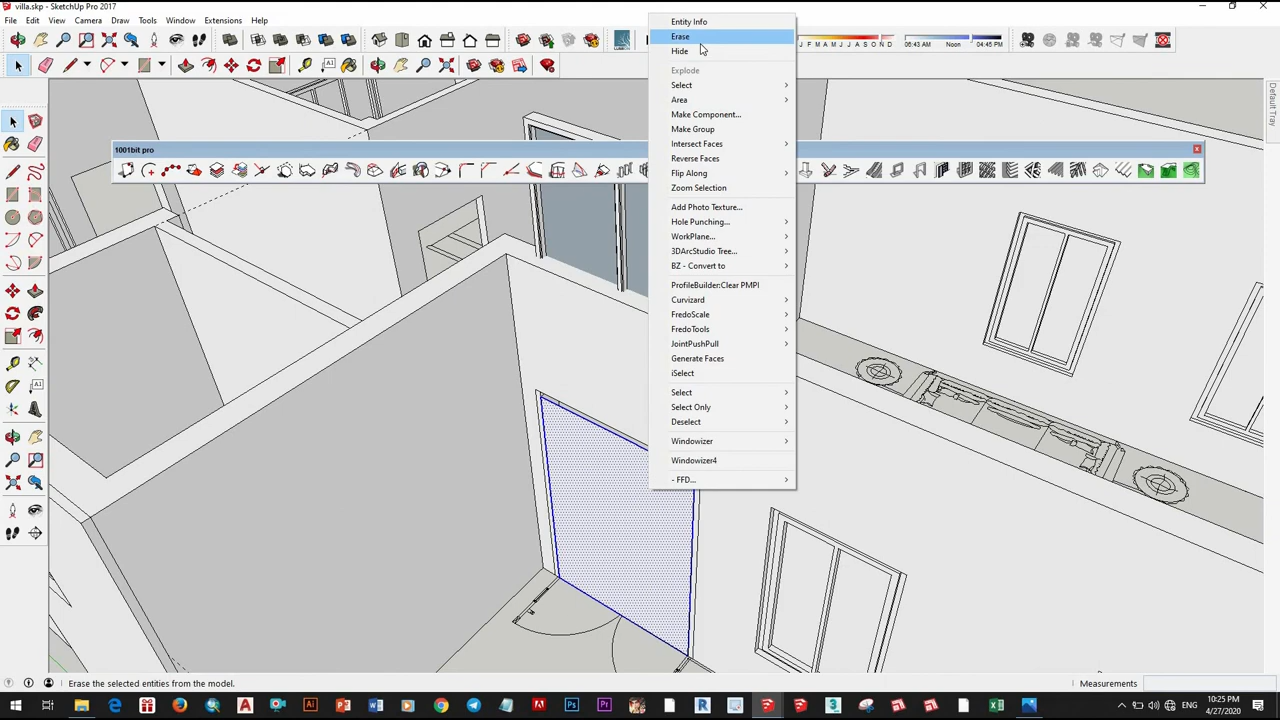 villa.skp - SketchUp Pro 2017
File Edit View Camera Draw Tools Window Extensions Help
J F M A M J J A S O N D 06:43 AM Noon 04:45 PM
1001bit pro
Default Tray
Entity Info
Erase
Hide
Explode
Select
Area
Make Component...
Make Group
Intersect Faces
Reverse Faces
Flip Along
Zoom Selection
Add Photo Texture...
Hole Punching...
WorkPlane...
3DArcStudio Tree...
BZ - Convert to
ProfileBuilder:Clear PMPI
Curvizard
FredoScale
FredoTools
JointPushPull
Generate Faces
iSelect
Select
Select Only
Deselect
Windowizer
Windowizer4
- FFD...
Erase the selected entities from the model.
Measurements
10:25 PM
4/27/2020